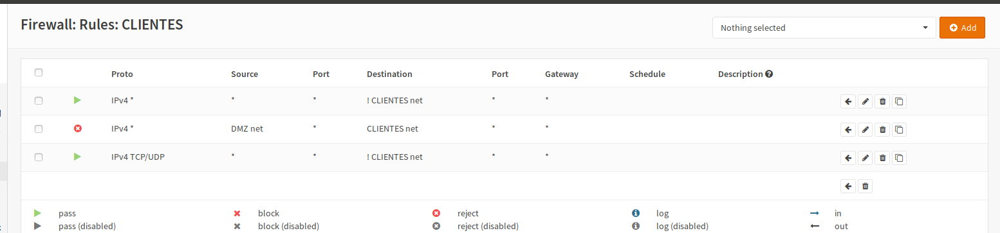 Firewall: Rules: CLIENTES
Nothing selected
Add
Proto Source Port Destination Port Gateway Schedule Description
IPv4 * * * ! CLIENTES net * *
IPv4 * DMZ net * CLIENTES net * *
IPv4 TCP/UDP * * ! CLIENTES net * *
pass block reject log in
pass (disabled) block (disabled) reject (disabled) log (disabled) out